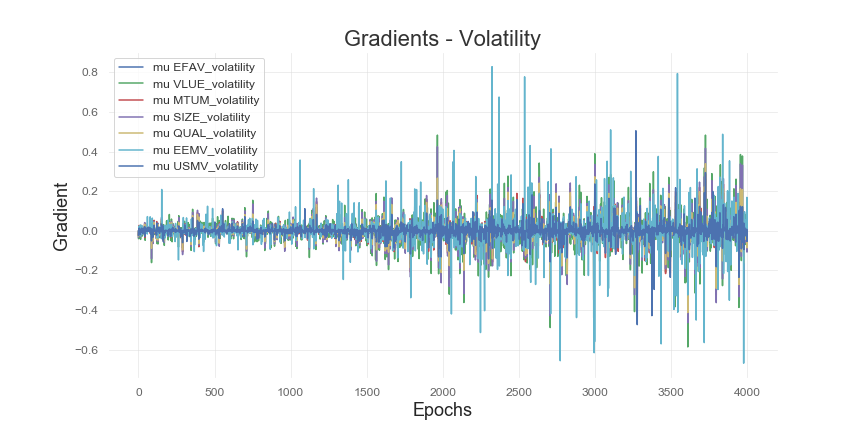 Gradients - Volatility
mu EFAV_volatility
mu VLUE_volatility
mu MTUM_volatility
mu SIZE_volatility
mu QUAL_volatility
mu EEMV_volatility
mu USMV_volatility
Gradient
0.8
0.6
0.4
0.2
0.0
−0.2
−0.4
−0.6
0 500 1000 1500 2000 2500 3000 3500 4000
Epochs